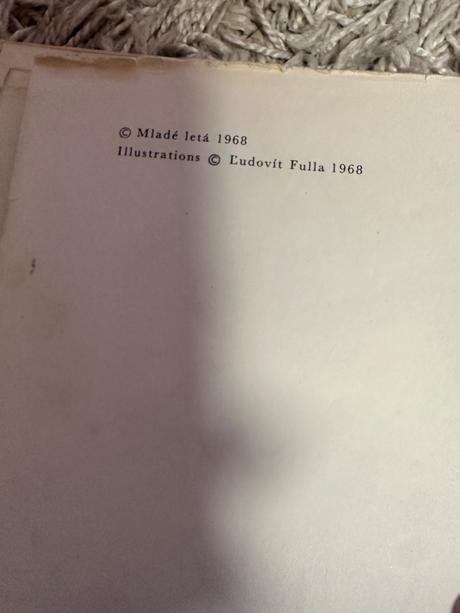 © Mladé letá 1968
Illustrations © Ľudovít Fulla 1968